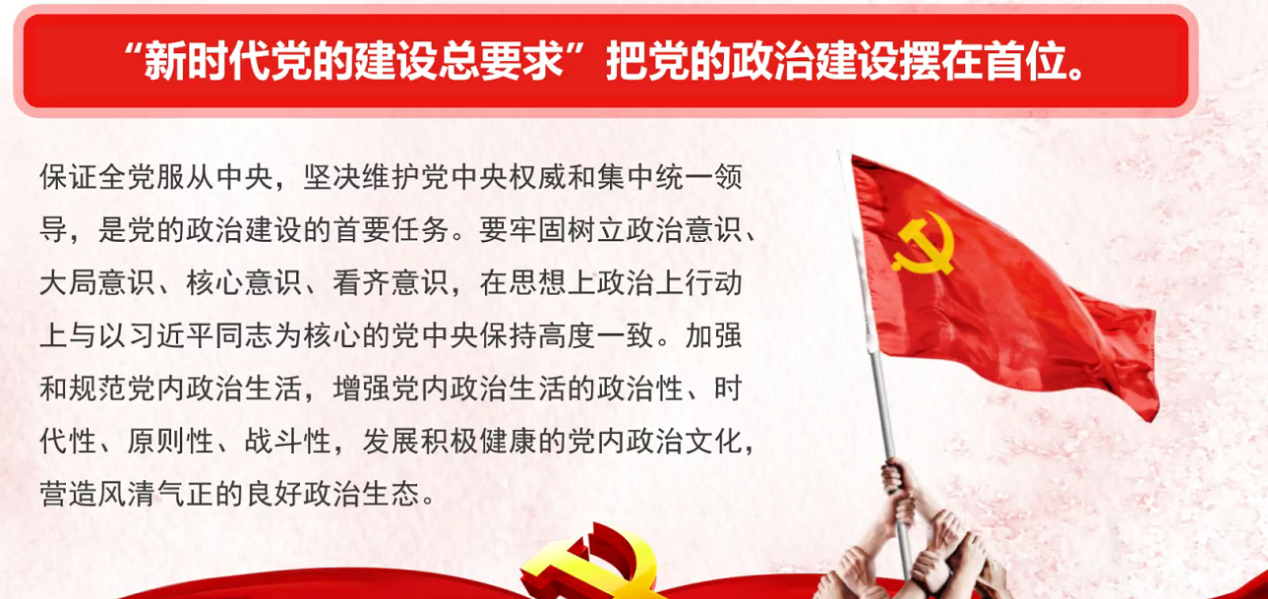 “新时代党的建设总要求”把党的政治建设摆在首位。
保证全党服从中央，坚决维护党中央权威和集中统一领
导，是党的政治建设的首要任务。要牢固树立政治意识、
大局意识、核心意识、看齐意识，在思想上政治上行动
上与以习近平同志为核心的党中央保持高度一致。加强
和规范党内政治生活，增强党内政治生活的政治性、时
代性、原则性、战斗性，发展积极健康的党内政治文化，
营造风清气正的良好政治生态。